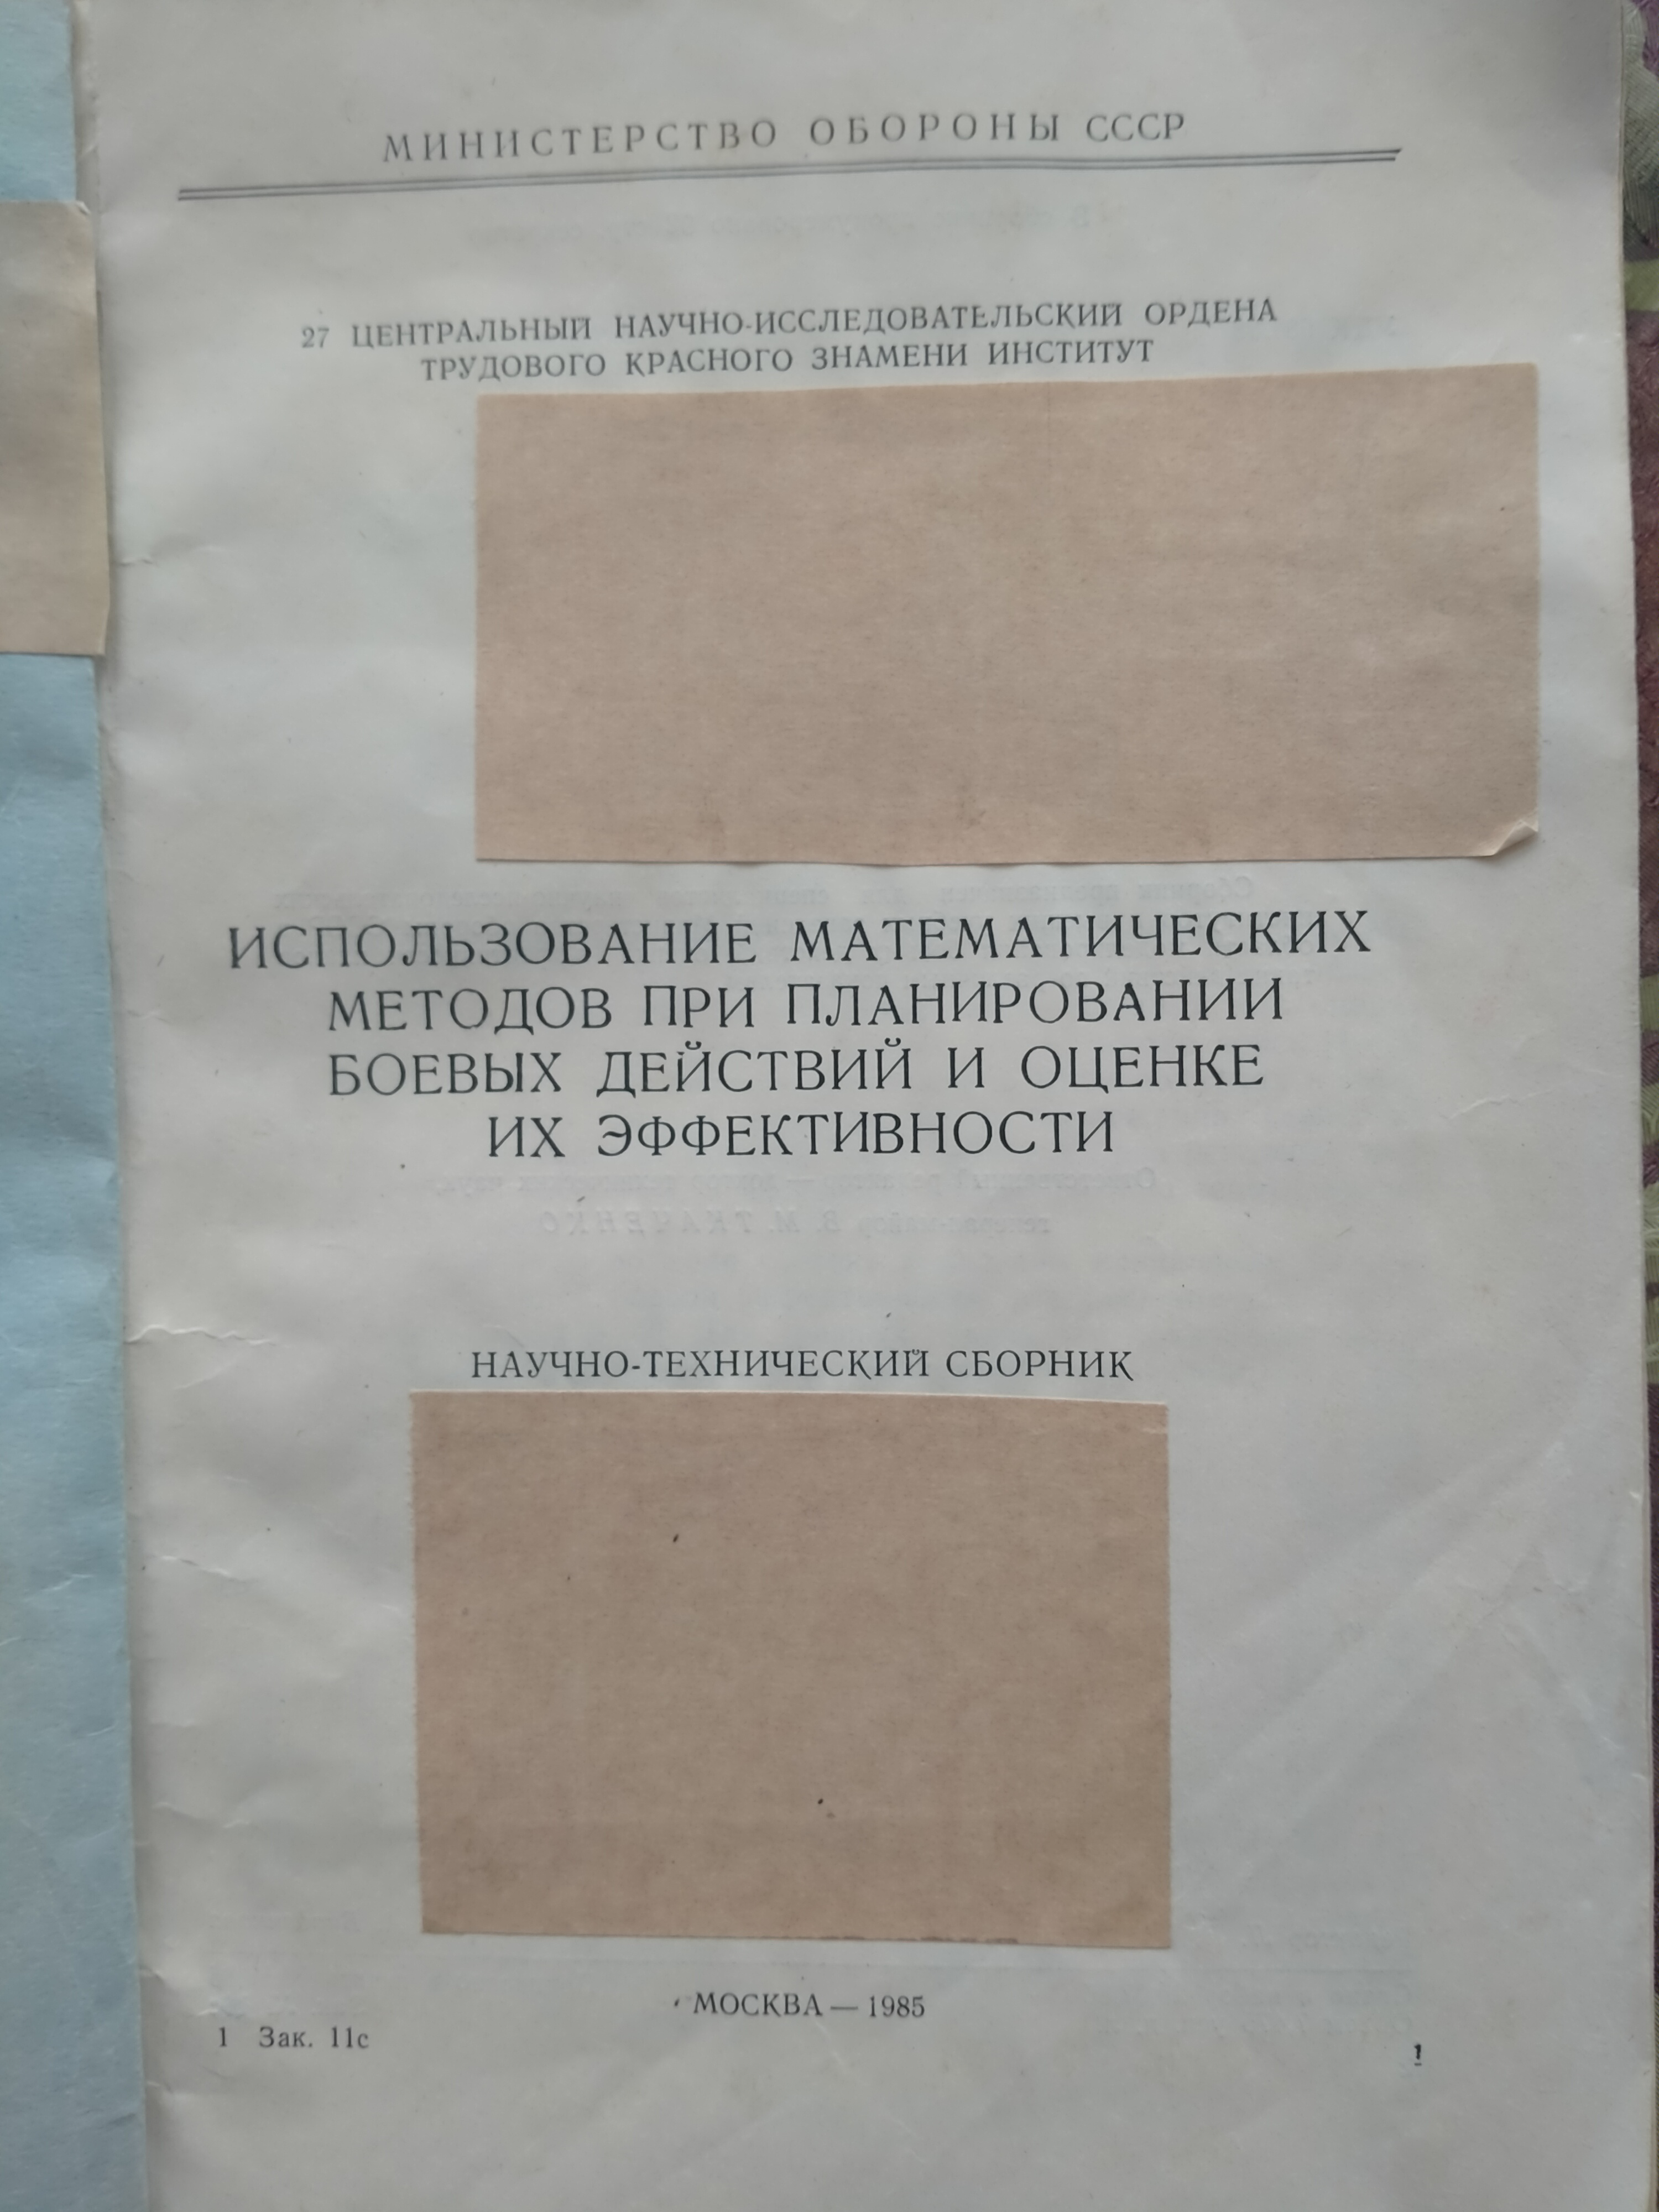 МИНИСТЕРСТВО ОБОРОНЫ СССР
27 ЦЕНТРАЛЬНЫЙ НАУЧНО-ИССЛЕДОВАТЕЛЬСКИЙ ОРДЕНА
ТРУДОВОГО КРАСНОГО ЗНАМЕНИ ИНСТИТУТ
ИСПОЛЬЗОВАНИЕ МАТЕМАТИЧЕСКИХ
МЕТОДОВ ПРИ ПЛАНИРОВАНИИ
БОЕВЫХ ДЕЙСТВИЙ И ОЦЕНКЕ
ИХ ЭФФЕКТИВНОСТИ
НАУЧНО-ТЕХНИЧЕСКИЙ СБОРНИК
МОСКВА — 1985
1 Зак. 11с
1